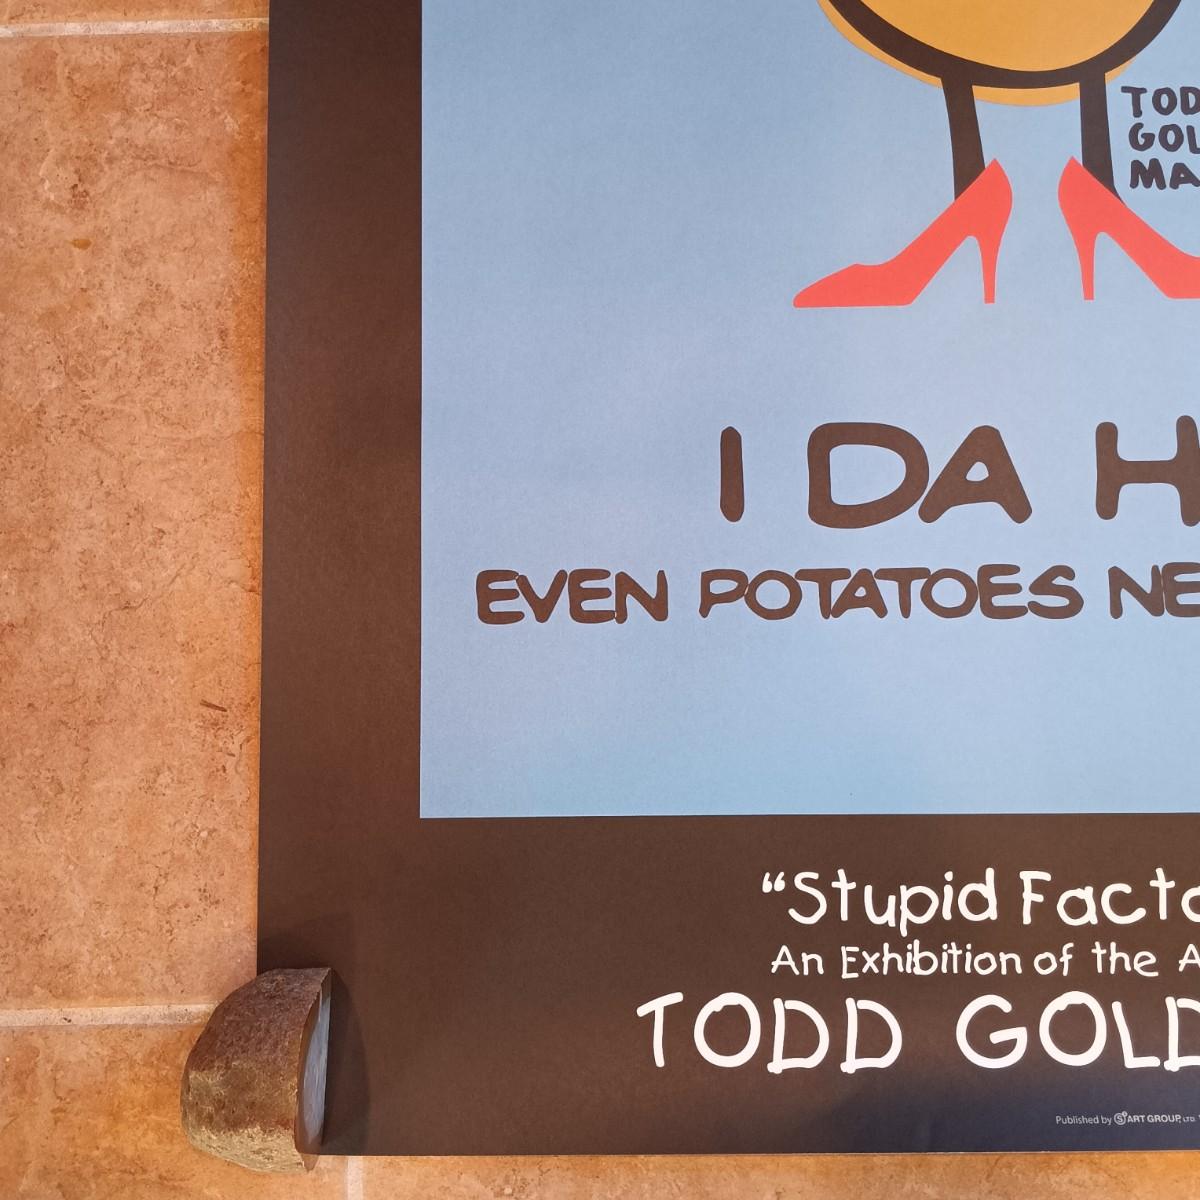 TOD
GOL
MA
I DA H
EVEN POTATOES NE
“Stupid Facto
An Exhibition of the A
TODD GOLD
Published by S² ART GROUP, LTD.